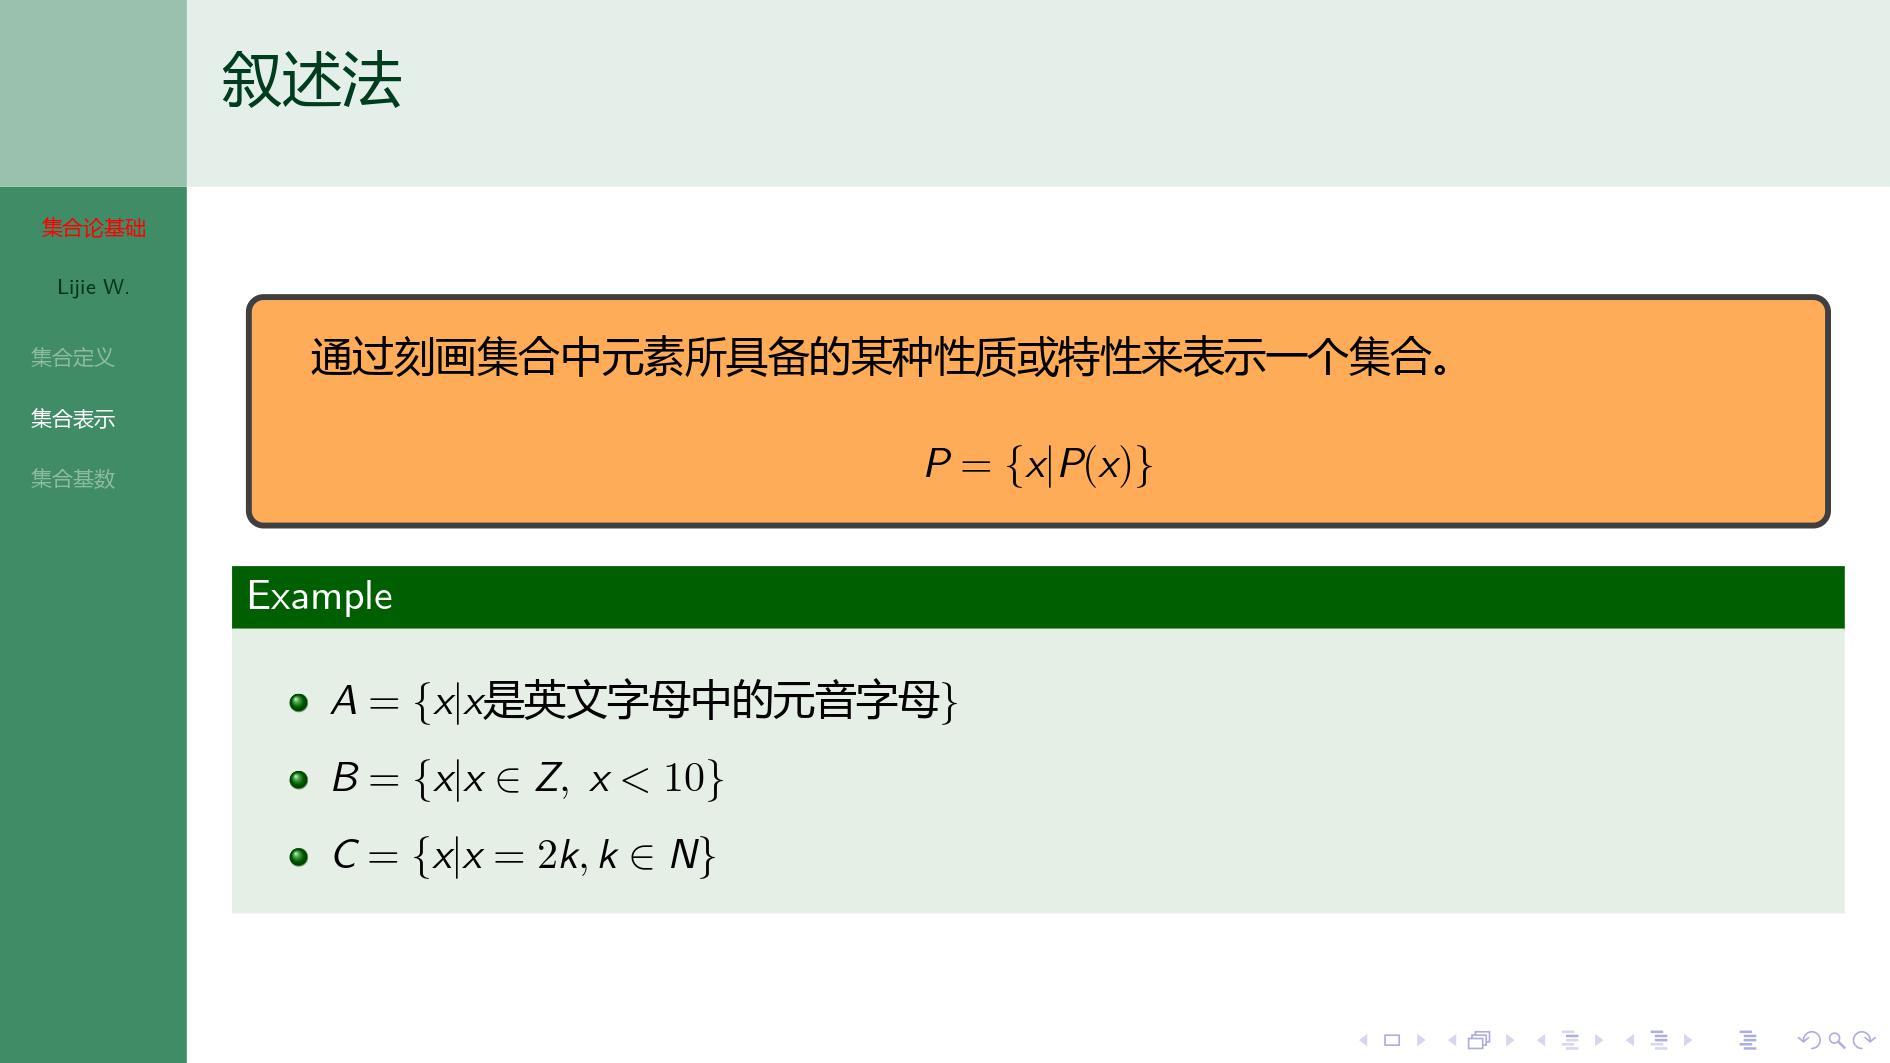 叙述法
集合论基础
Lijie W.
集合定义
集合表示
集合基数
通过刻画集合中元素所具备的某种性质或特性来表示一个集合。
P = {x|P(x)}
Example
A = {x|x是英文字母中的元音字母}
B = {x|x ∈ Z, x < 10}
C = {x|x = 2k, k ∈ N}